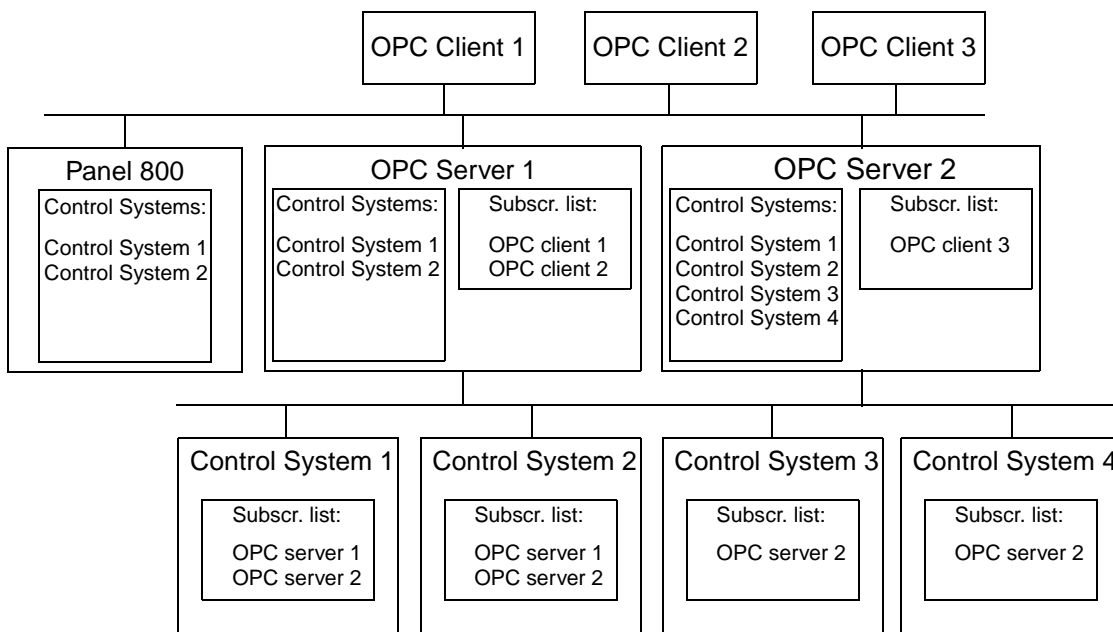 OPC Client 1
OPC Client 2
OPC Client 3
Panel 800
Control Systems:
Control System 1
Control System 2
OPC Server 1
Control Systems:
Control System 1
Control System 2
Subscr. list:
OPC client 1
OPC client 2
OPC Server 2
Control Systems:
Control System 1
Control System 2
Control System 3
Control System 4
Subscr. list:
OPC client 3
Control System 1
Subscr. list:
OPC server 1
OPC server 2
Control System 2
Subscr. list:
OPC server 1
OPC server 2
Control System 3
Subscr. list:
OPC server 2
Control System 4
Subscr. list:
OPC server 2